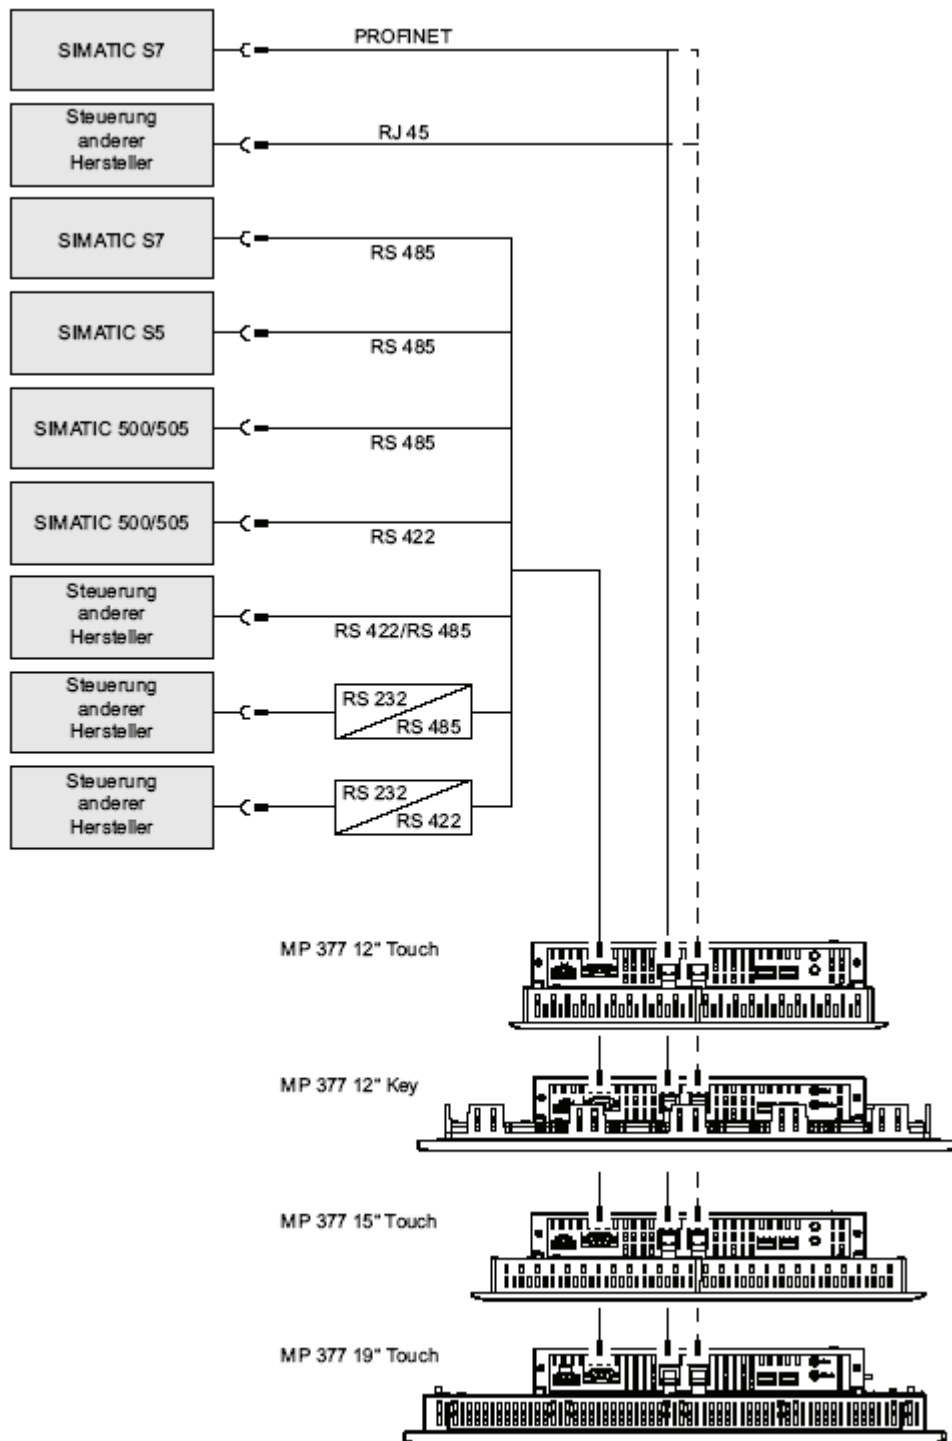 SIMATIC S7
PROFINET
Steuerung
anderer
Hersteller
RJ 45
SIMATIC S7
RS 485
SIMATIC S5
RS 485
SIMATIC 500/505
RS 485
SIMATIC 500/505
RS 422
Steuerung
anderer
Hersteller
RS 422/RS 485
Steuerung
anderer
Hersteller
RS 232
RS 485
Steuerung
anderer
Hersteller
RS 232
RS 422
MP 377 12" Touch
MP 377 12" Key
MP 377 15" Touch
MP 377 19" Touch